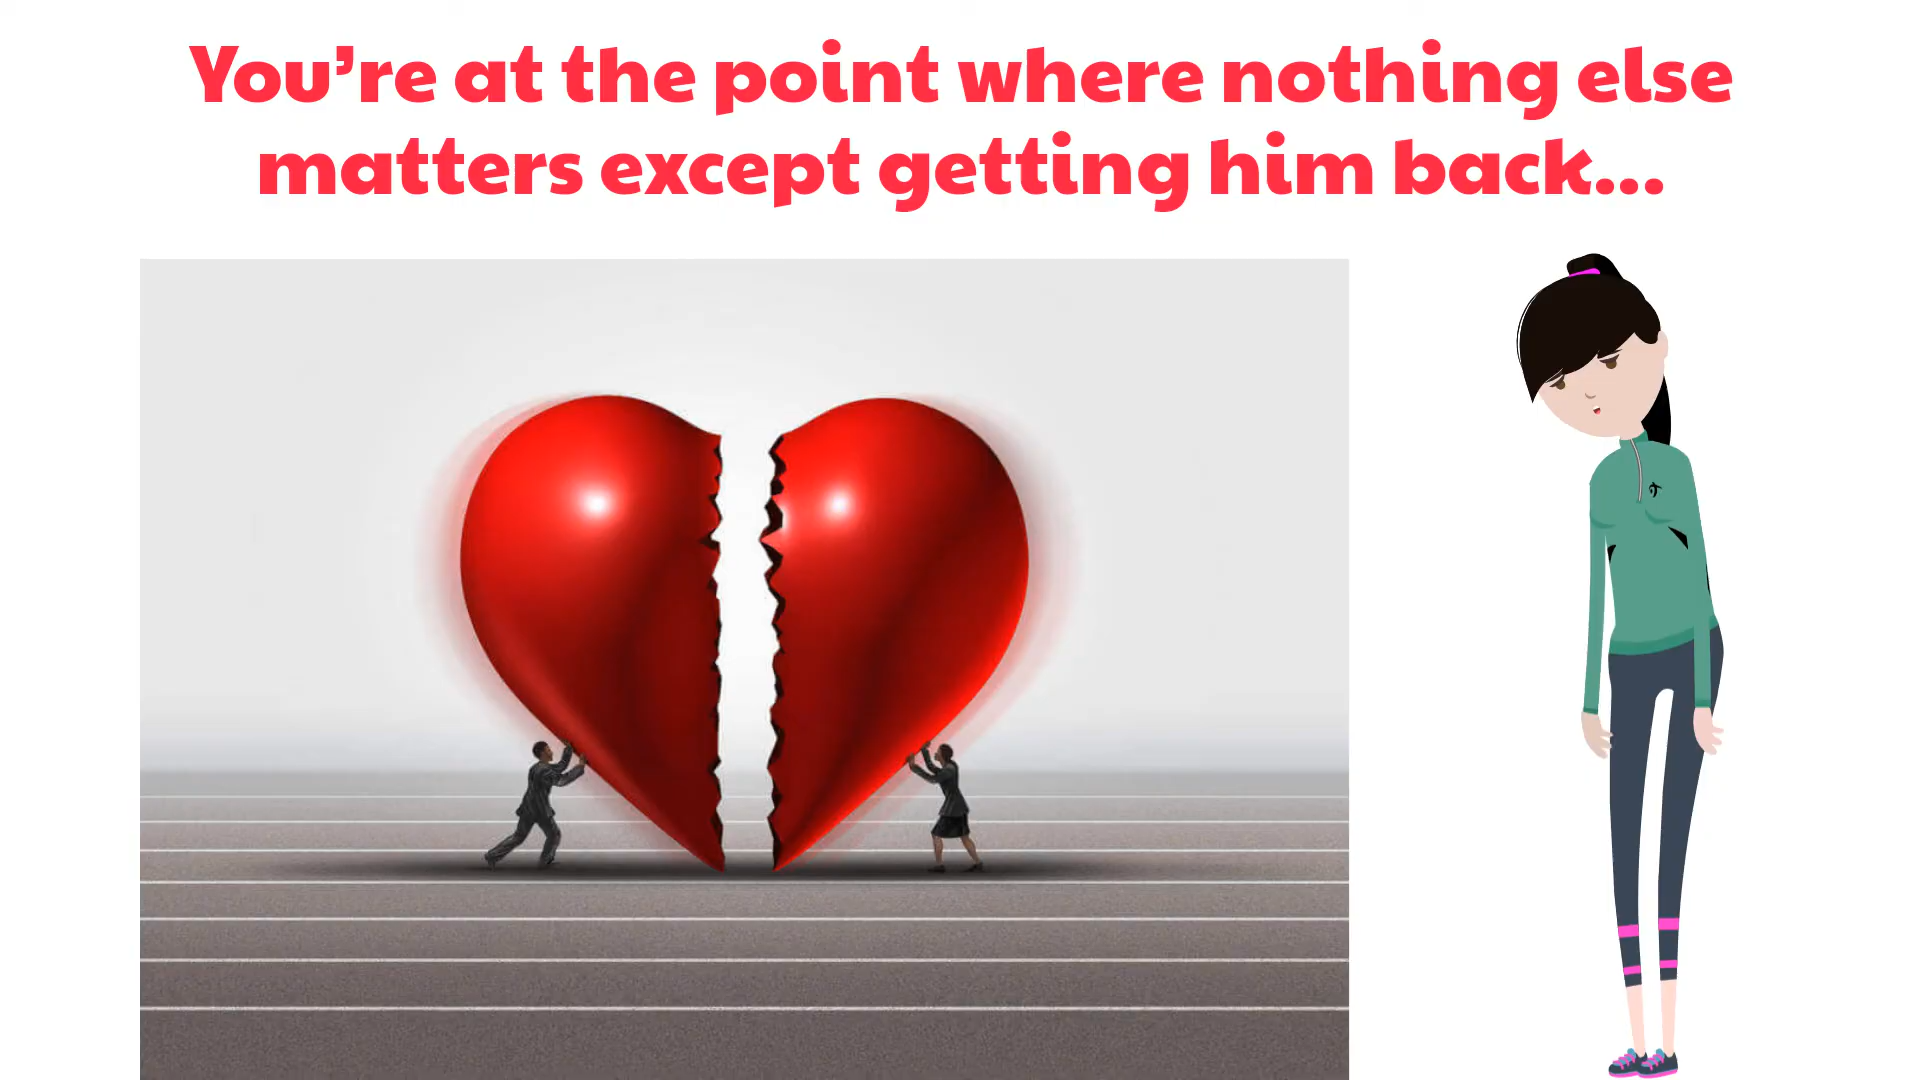 You’re at the point where nothing else
matters except getting him back...